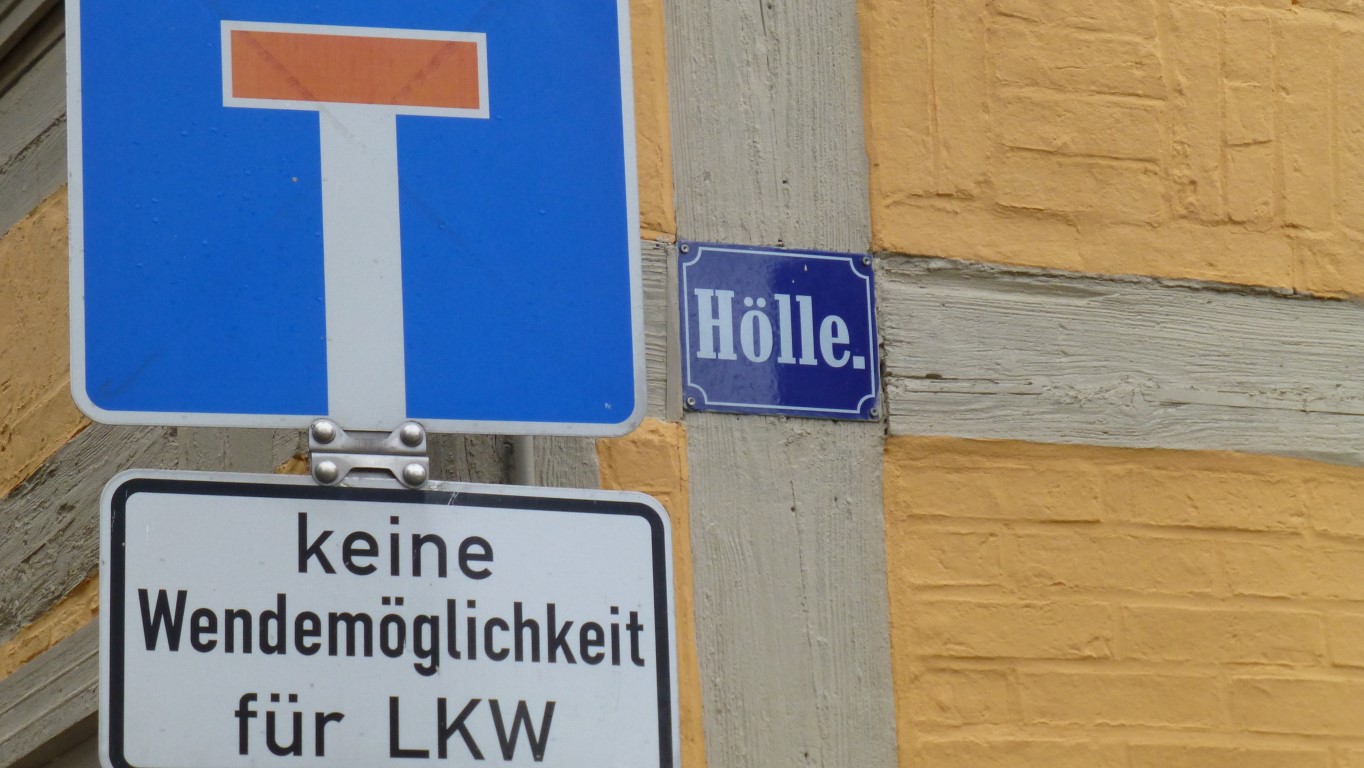 Hölle.
keine
Wendemöglichkeit
für LKW